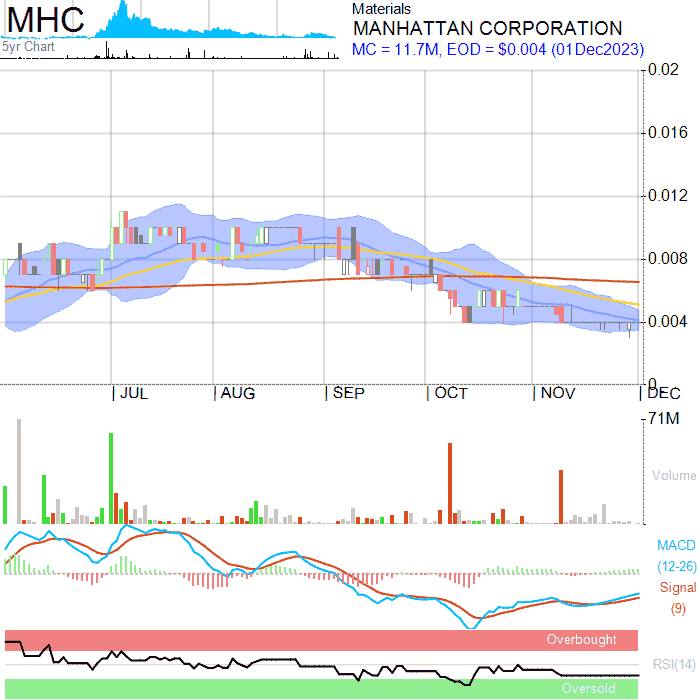 MHC
5yr Chart
Materials
MANHATTAN CORPORATION
MC = 11.7M, EOD = $0.004 (01Dec2023)
0.02
0.016
0.012
0.008
0.004
0
JUL
AUG
SEP
OCT
NOV
DEC
71M
Volume
MACD
(12-26)
Signal
(9)
Overbought
RSI(14)
Oversold